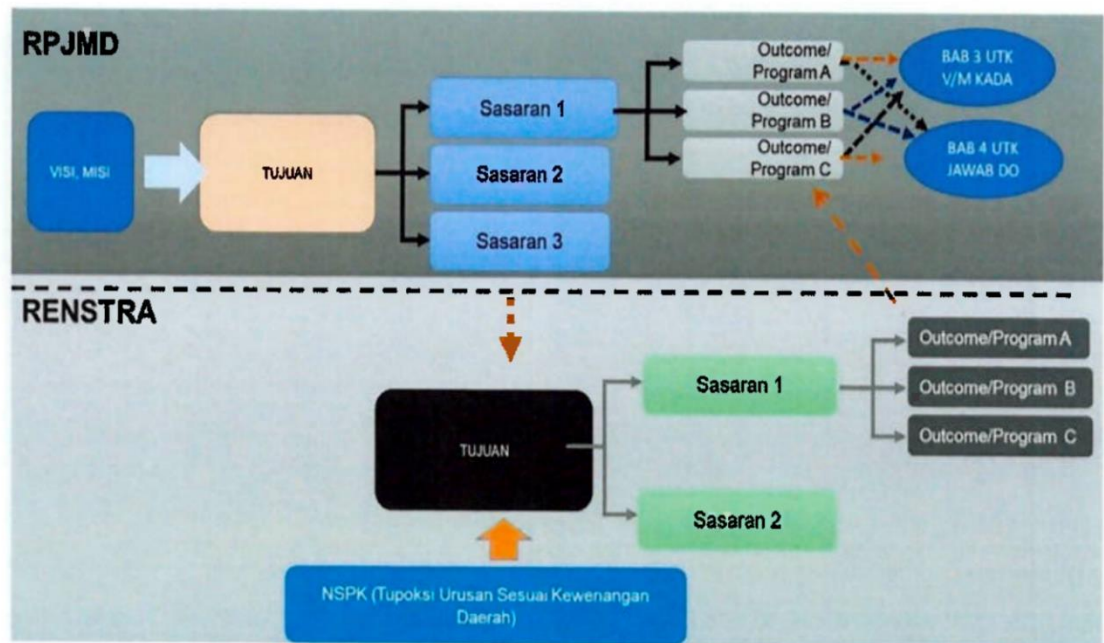 RPJMD
VISI, MISI
TUJUAN
Sasaran 1
Sasaran 2
Sasaran 3
Outcome/
Program A
Outcome/
Program B
Outcome/
Program C
BAB 3 UTK
V/M KADA
BAB 4 UTK
JAWAB DO
RENSTRA
TUJUAN
Sasaran 1
Sasaran 2
Outcome/Program A
Outcome/Program B
Outcome/Program C
NSPK (Tupoksi Urusan Sesuai Kewenangan
Daerah)